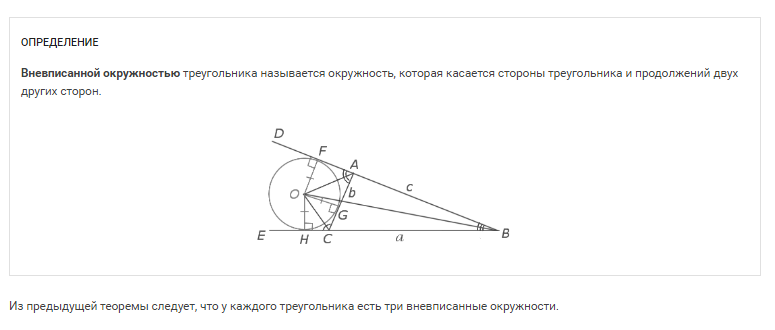 ОПРЕДЕЛЕНИЕ
Вневписанной окружностью треугольника называется окружность, которая касается стороны треугольника и продолжений двух
других сторон.
D
F
A
c
O
b
G
E
H
C
a
B
Из предыдущей теоремы следует, что у каждого треугольника есть три вневписанные окружности.